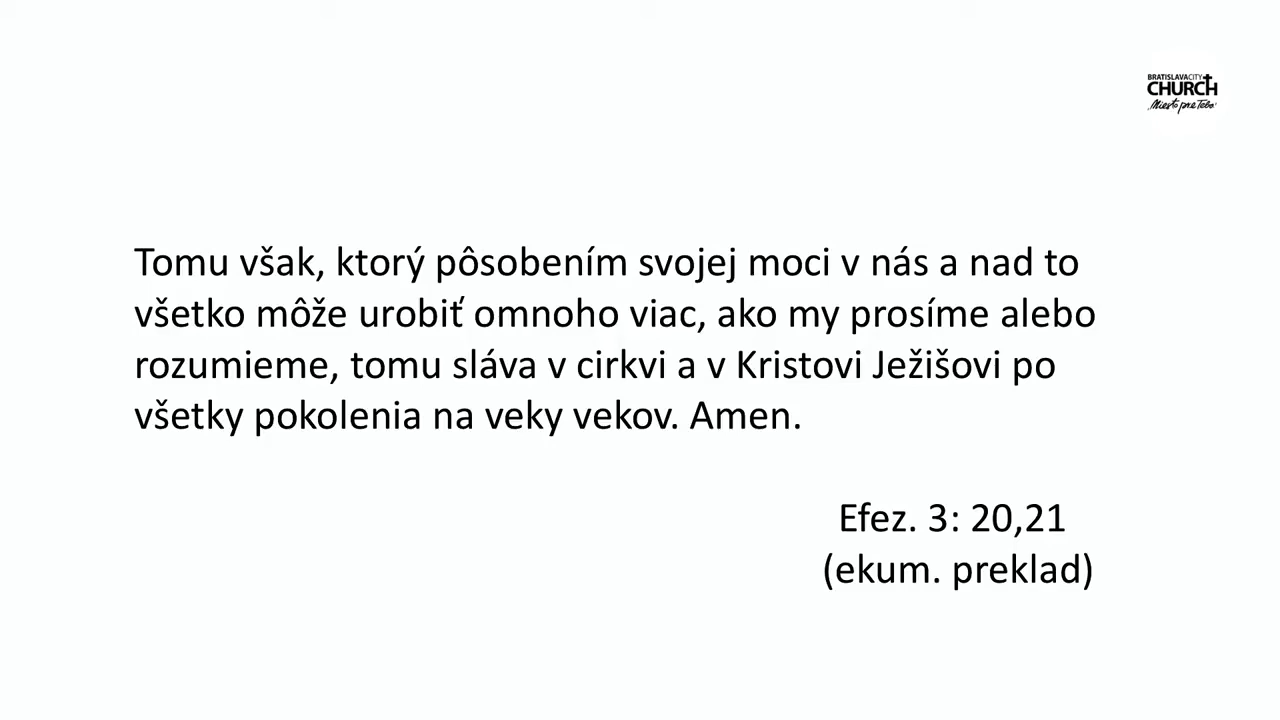 BRATISLAVACITY
CHURCH
Miesto pre Teba
Tomu však, ktorý pôsobením svojej moci v nás a nad to
všetko môže urobiť omnoho viac, ako my prosíme alebo
rozumieme, tomu sláva v cirkvi a v Kristovi Ježišovi po
všetky pokolenia na veky vekov. Amen.
Efez. 3: 20,21
(ekum. preklad)